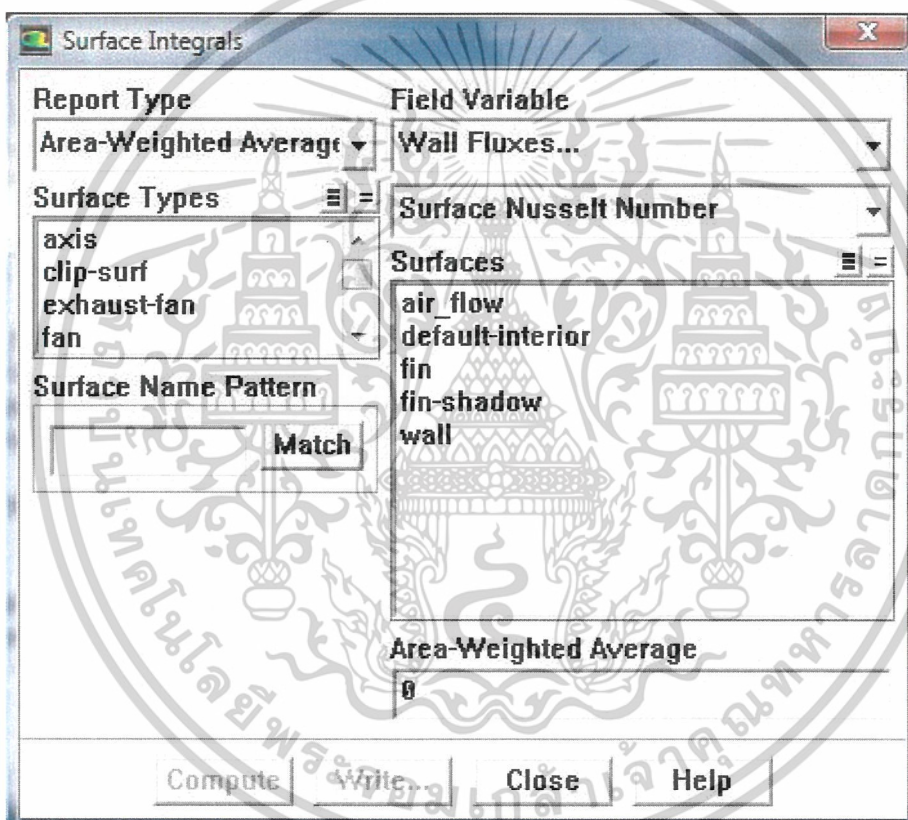 Surface Integrals
Report Type
Area-Weighted Average
Surface Types
axis
clip-surf
exhaust-fan
fan
Surface Name Pattern
Match
Field Variable
Wall Fluxes...
Surface Nusselt Number
Surfaces
air_flow
default-interior
fin
fin-shadow
wall
Area-Weighted Average
0
Compute
Write...
Close
Help